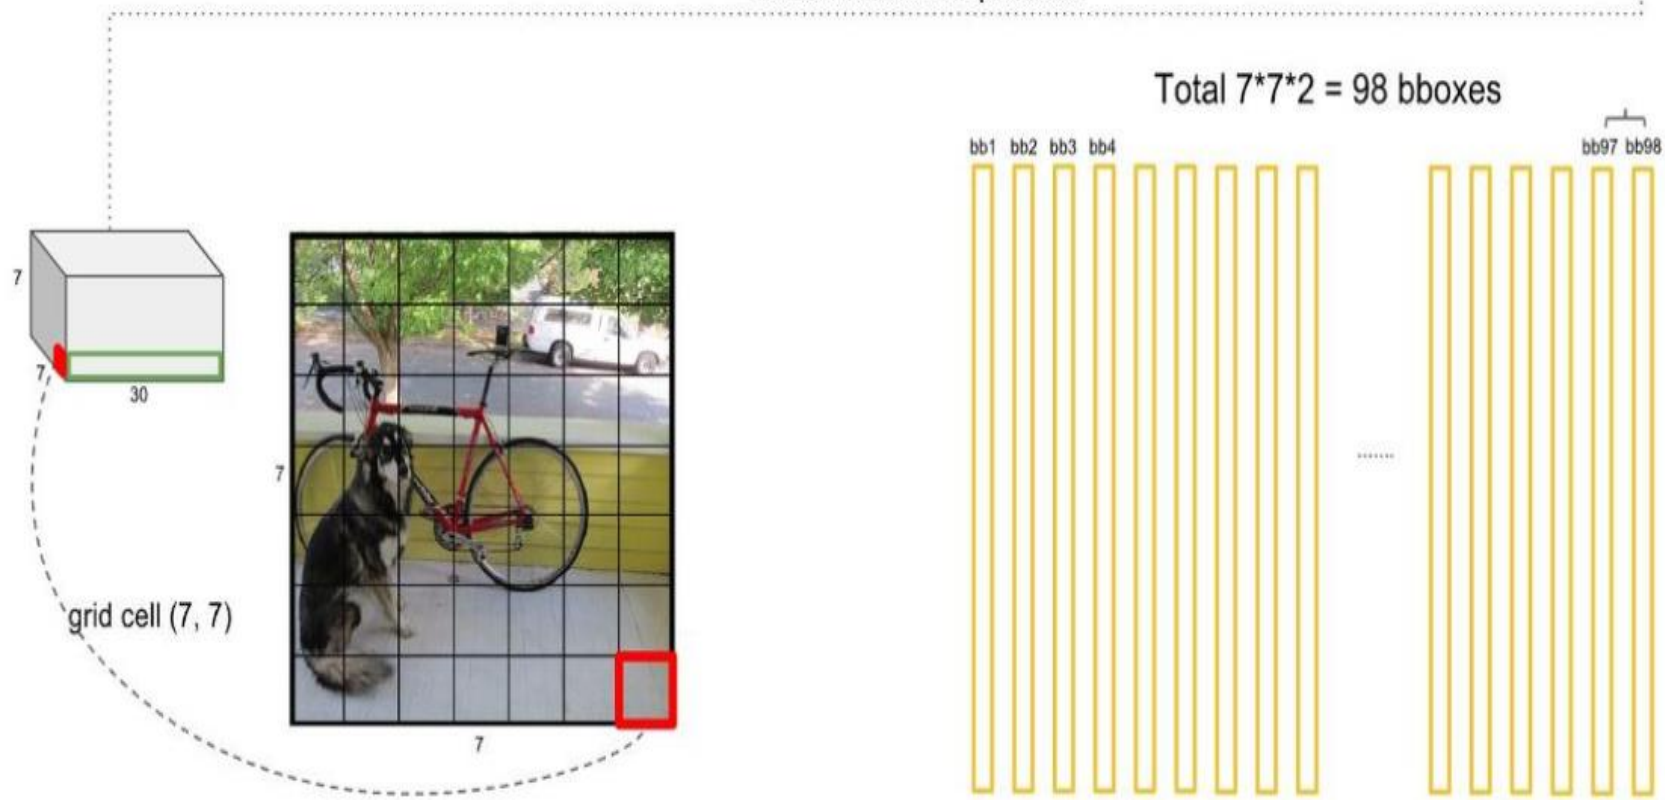 Total 7*7*2 = 98 bboxes
bb1 bb2 bb3 bb4
bb97 bb98
7
7
30
7
.......
grid cell (7, 7)
7